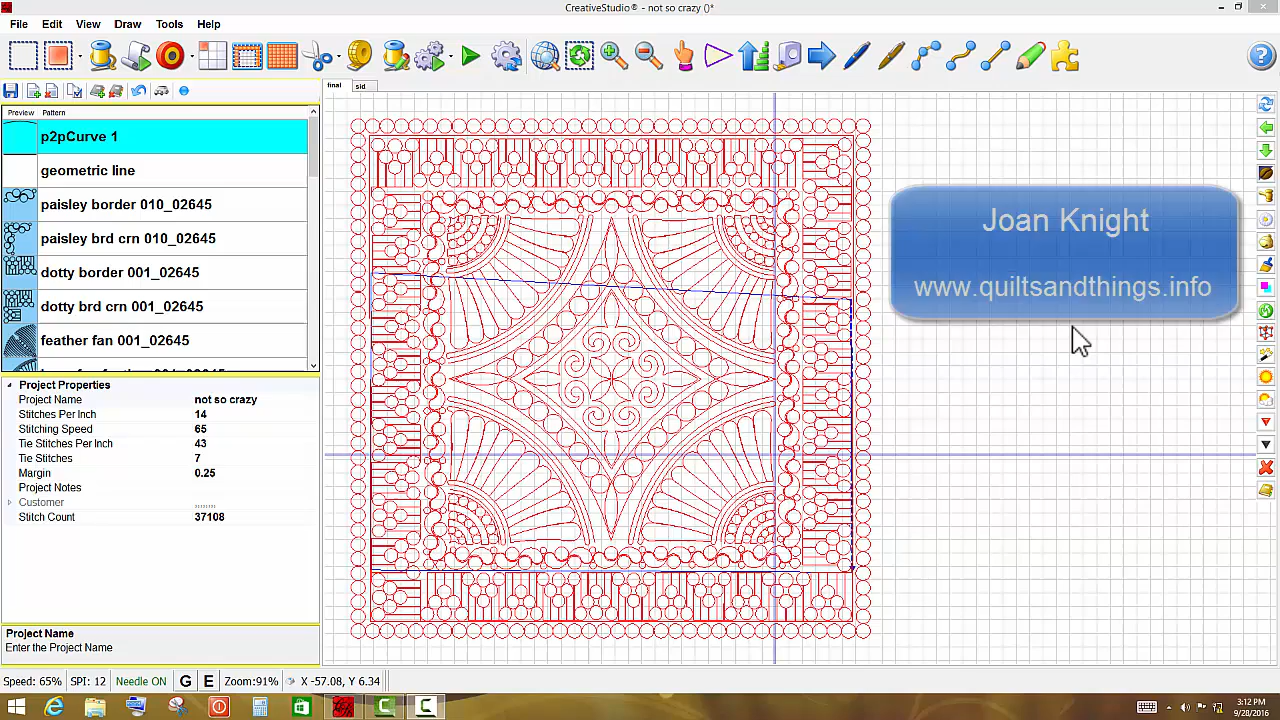 CreativeStudio® - not so crazy ()*
File Edit View Draw Tools Help
final sid
Preview Pattern
p2pCurve 1
geometric line
paisley border 010_02645
paisley brd crn 010_02645
dotty border 001_02645
dotty brd crn 001_02645
feather fan 001_02645
Joan Knight
www.quiltsandthings.info
Project Properties
Project Name not so crazy
Stitches Per Inch 14
Stitching Speed 65
Tie Stitches Per Inch 43
Tie Stitches 7
Margin 0.25
Project Notes
Customer ,,,,,,,,
Stitch Count 37108
Project Name
Enter the Project Name
Speed: 65% SPI: 12 Needle ON G E Zoom:91% X -57.08, Y 6.34
3:12 PM
9/28/2016